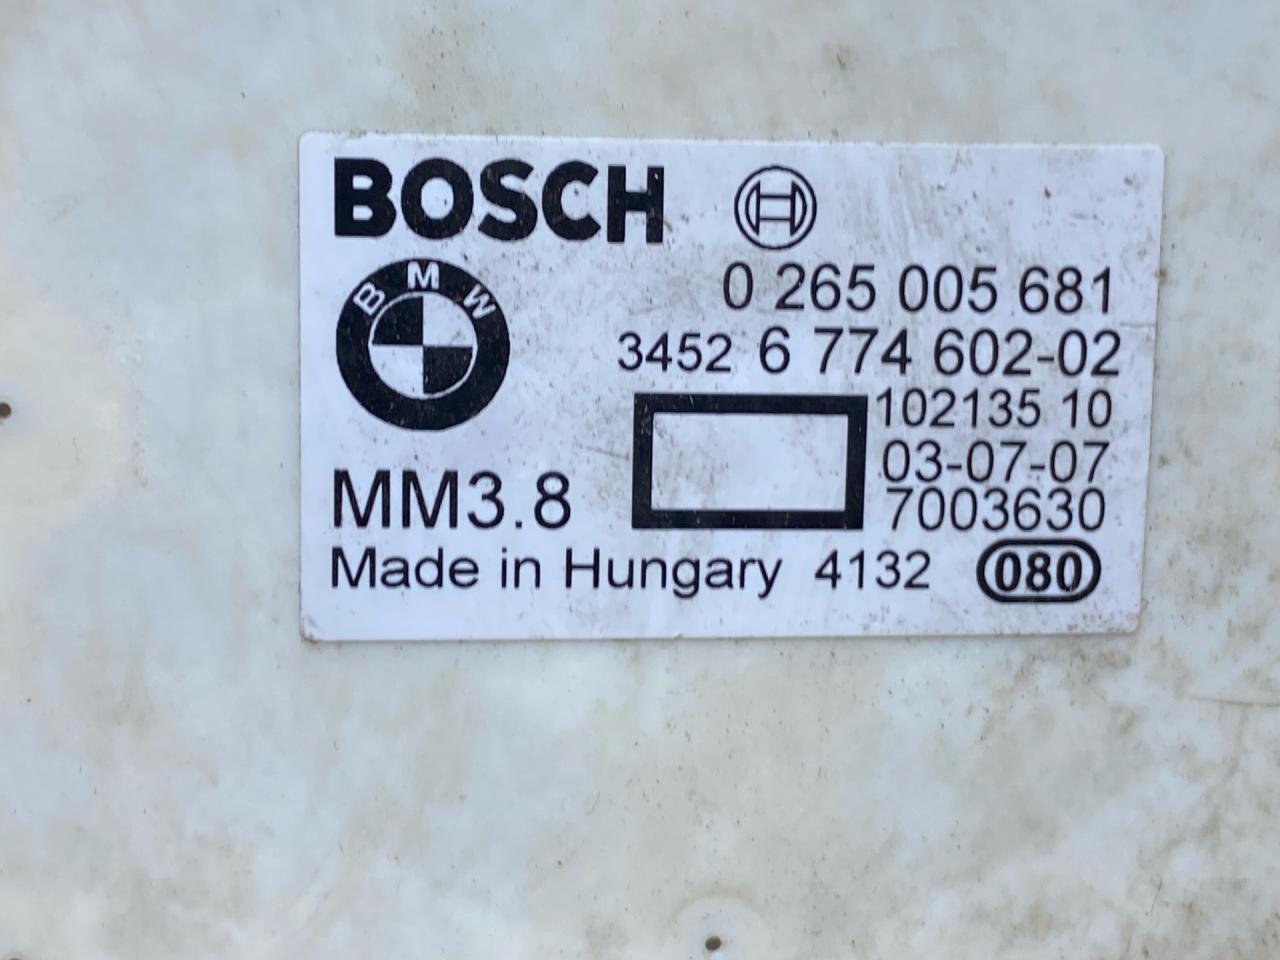 BOSCH
BMW
0 265 005 681
3452 6 774 602-02
102135 10
03-07-07
7003630
MM3.8
Made in Hungary 4132 080